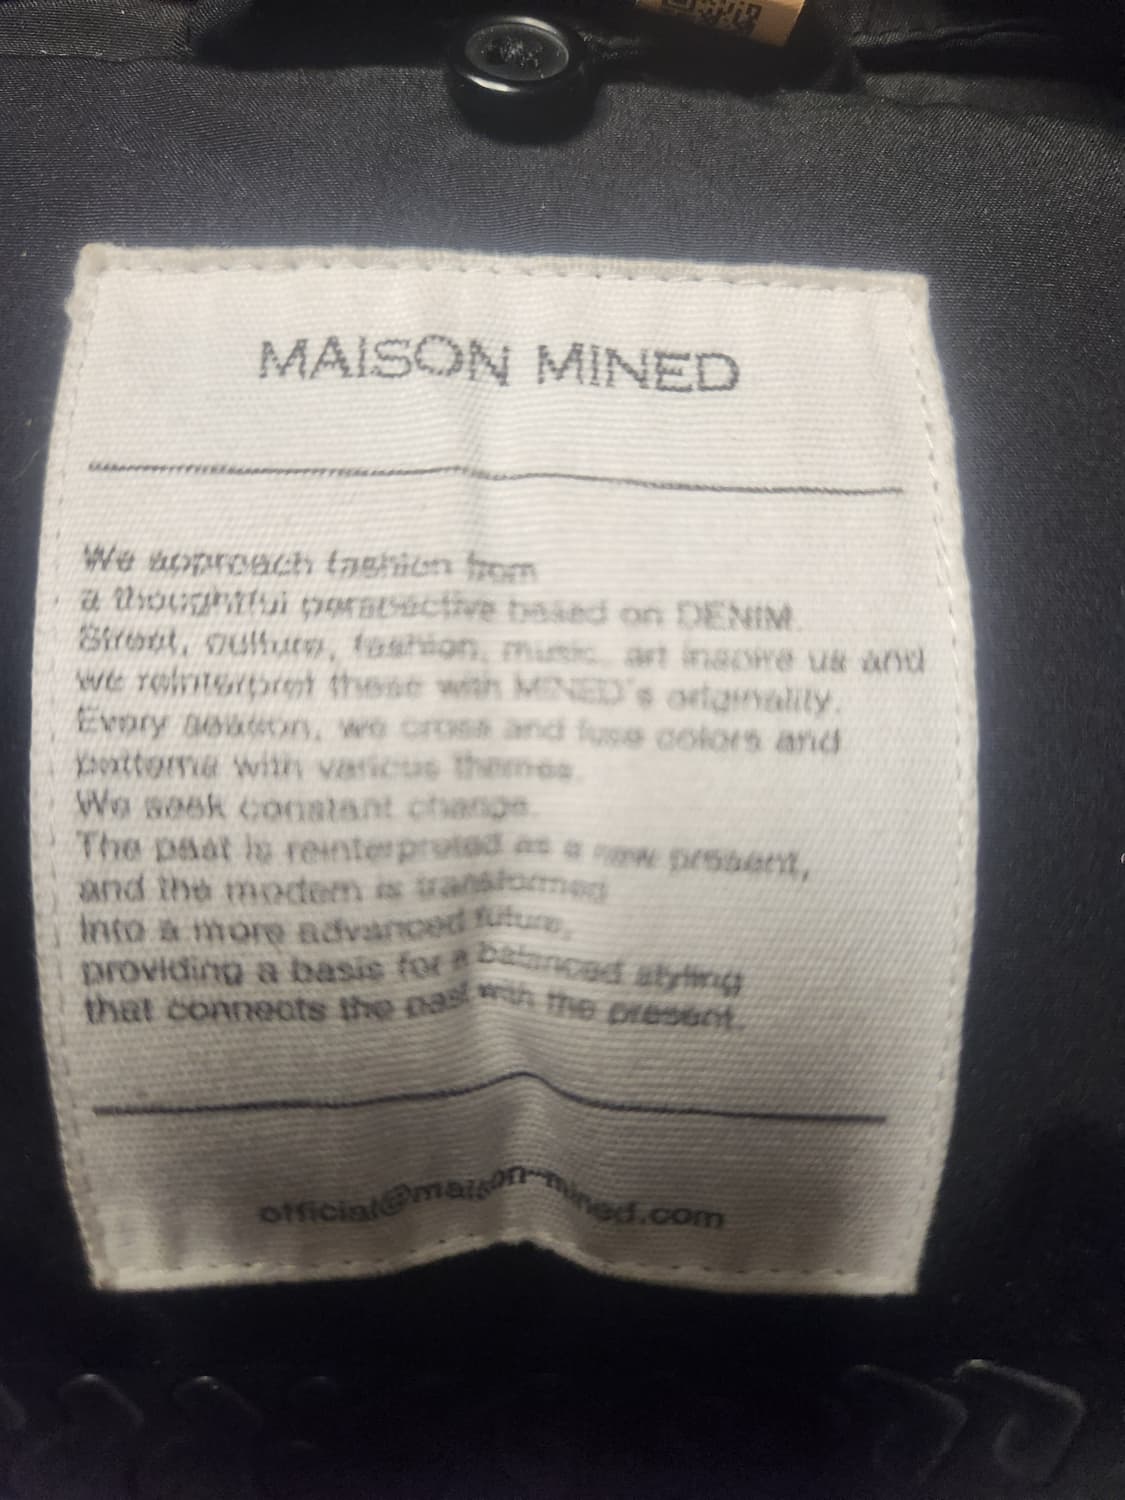 MAISON MINED
We approach fashion from
a thoughtful perspective based on DENIM.
Street, culture, fashion, music, art inspire us and
we reinterpret these with MINED's originality.
Every season, we cross and fuse colors and
patterns with various themes.
We seek constant change.
The past is reinterpreted as a new present,
and the modern is transformed
into a more advanced future,
providing a basis for a balanced styling
that connects the past with the present.
official@maison-mined.com